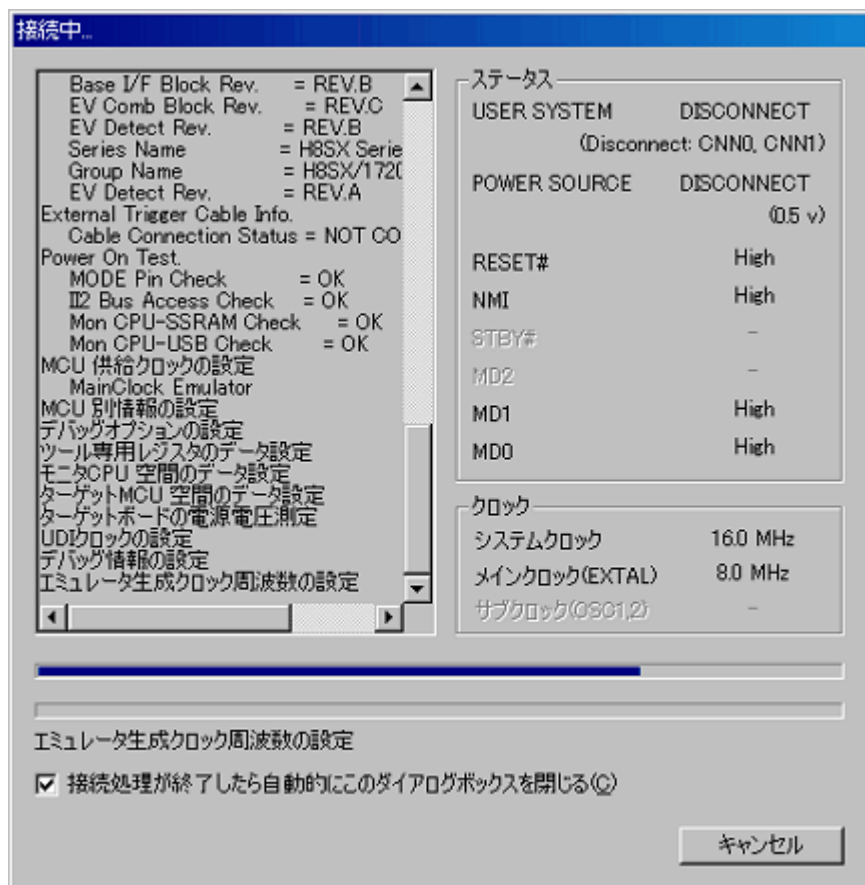 接続中...
Base I/F Block Rev. = REV.B
EV Comb Block Rev. = REV.C
EV Detect Rev. = REV.B
Series Name = H8SX Serie
Group Name = H8SX/1720
EV Detect Rev. = REV.A
External Trigger Cable Info.
Cable Connection Status = NOT CO
Power On Test.
MODE Pin Check = OK
II2 Bus Access Check = OK
Mon CPU-SSRAM Check = OK
Mon CPU-USB Check = OK
MCU 供給クロックの設定
MainClock Emulator
MCU 別情報の設定
デバッグオプションの設定
ツール専用レジスタのデータ設定
モニタCPU 空間のデータ設定
ターゲットMCU 空間のデータ設定
ターゲットボードの電源電圧測定
UDIクロックの設定
デバッグ情報の設定
エミュレータ生成クロック周波数の設定
ステータス
USER SYSTEM DISCONNECT
(Disconnect: CNN0, CNN1)
POWER SOURCE DISCONNECT
(0.5 v)
RESET# High
NMI High
STBY# -
MD2 -
MD1 High
MD0 High
クロック
システムクロック 16.0 MHz
メインクロック(EXTAL) 8.0 MHz
サブクロック(OSC1,2) -
エミュレータ生成クロック周波数の設定
接続処理が終了したら自動的にこのダイアログボックスを閉じる(C)
キャンセル